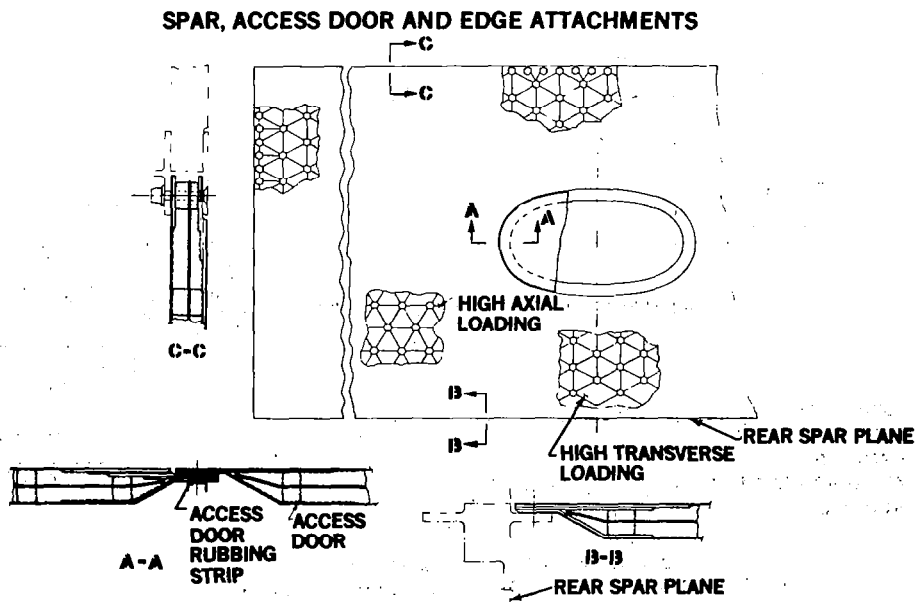 SPAR, ACCESS DOOR AND EDGE ATTACHMENTS
C
C
C-C
A
A
HIGH AXIAL
LOADING
B
B
REAR SPAR PLANE
HIGH TRANSVERSE
LOADING
ACCESS
DOOR
RUBBING
STRIP
ACCESS
DOOR
A-A
B-B
REAR SPAR PLANE